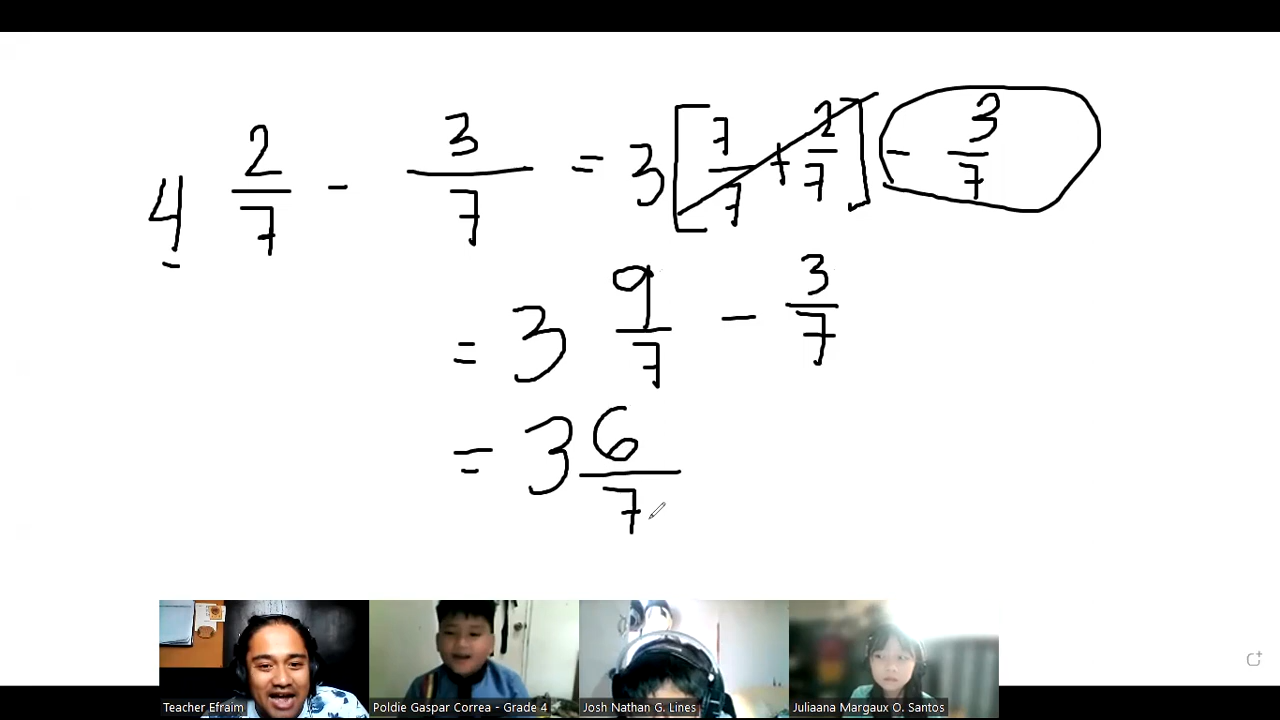 4 2/7 - 3/7 = 3 [7/7 + 2/7] - 3/7
= 3 9/7 - 3/7
= 3 6/7
Teacher Efraim
Poldie Gaspar Correa - Grade 4
Josh Nathan G. Lines
Juliaana Margaux O. Santos